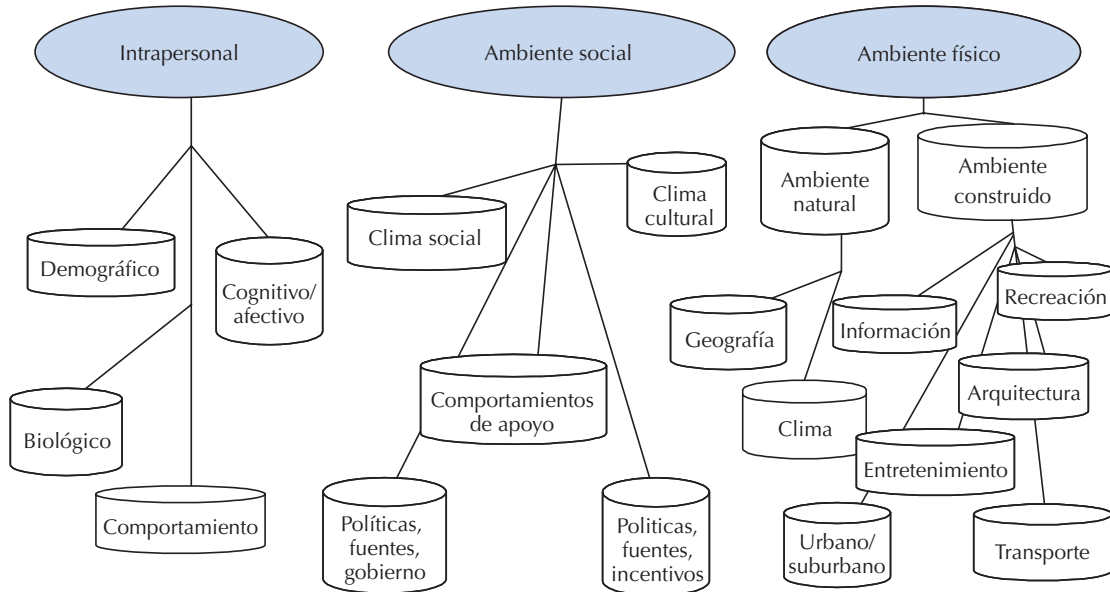 Intrapersonal
Ambiente social
Ambiente físico
Demográfico
Cognitivo/
afectivo
Biológico
Comportamiento
Clima social
Clima
cultural
Comportamientos
de apoyo
Políticas,
fuentes,
gobierno
Politicas,
fuentes,
incentivos
Ambiente
natural
Ambiente
construido
Geografía
Clima
Información
Recreación
Arquitectura
Entretenimiento
Urbano/
suburbano
Transporte